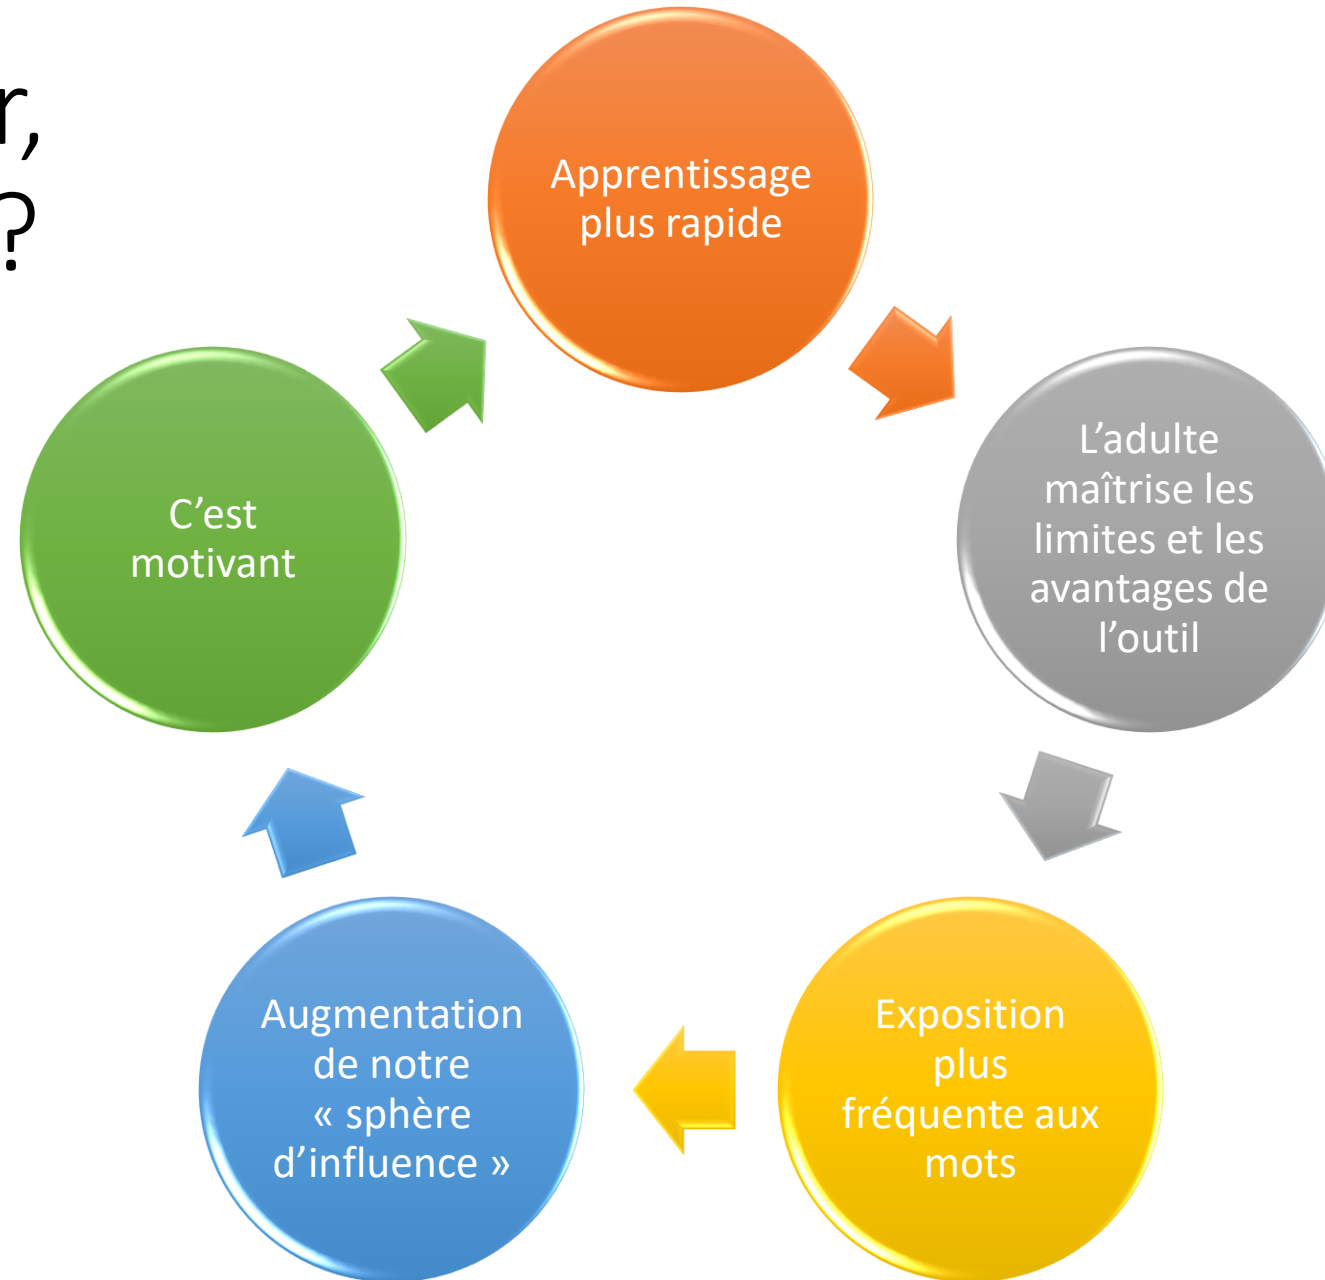 r,
?
Apprentissage
plus rapide
L’adulte
maîtrise les
limites et les
avantages de
l’outil
Exposition
plus
fréquente aux
mots
Augmentation
de notre
« sphère
d’influence »
C’est
motivant